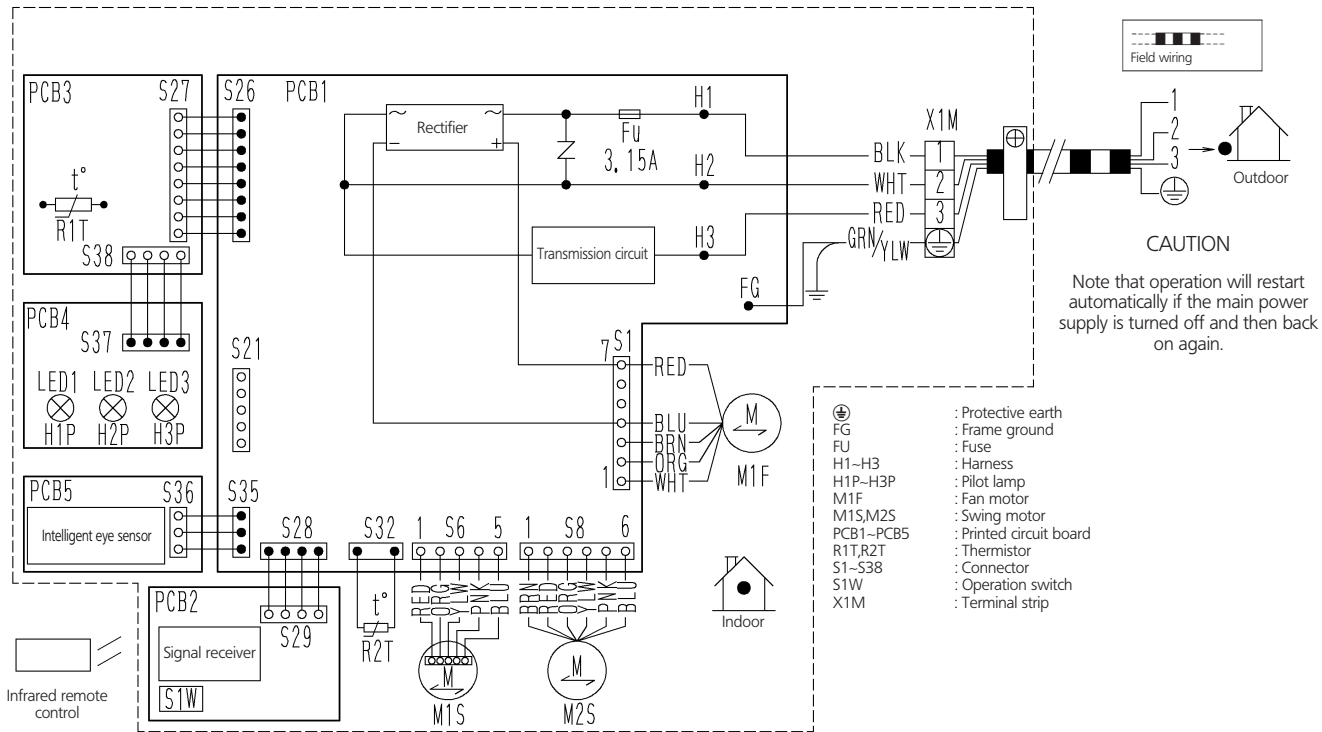 PCB3
S27
S26
PCB1
t°
R1T
S38
PCB4
S37
LED1 LED2 LED3
H1P H2P H3P
S21
PCB5
S36
S35
Intelligent eye sensor
Rectifier
~
~
−
+
Fu
3.15A
H1
H2
H3
Transmission circuit
FG
BLK
WHT
RED
GRN/YLW
X1M
1
2
3
Field wiring
1
2
3
Outdoor
CAUTION
Note that operation will restart
automatically if the main power
supply is turned off and then back
on again.
S1
7
1
RED
BLU
BRN
ORG
WHT
M
M1F
S28
S32
1 S6 5
1 S8 6
PCB2
S29
Signal receiver
S1W
t°
R2T
RED
ORG
YLW
PNK
BLU
M
M1S
BRN
RED
ORG
YLW
PNK
BLU
M
M2S
Indoor
Infrared remote
control
: Protective earth
FG : Frame ground
FU : Fuse
H1~H3 : Harness
H1P~H3P : Pilot lamp
M1F : Fan motor
M1S,M2S : Swing motor
PCB1~PCB5 : Printed circuit board
R1T,R2T : Thermistor
S1~S38 : Connector
S1W : Operation switch
X1M : Terminal strip